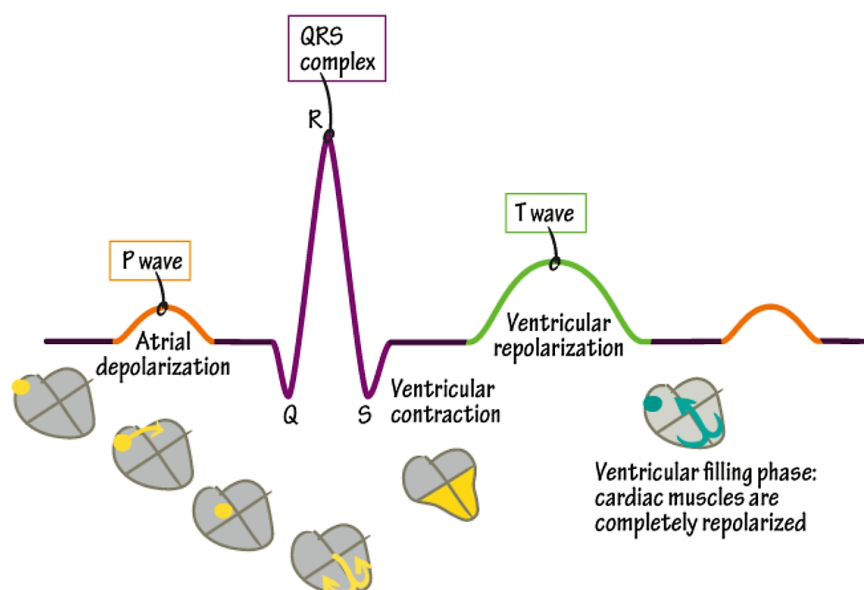 QRS
complex
R
T wave
P wave
Atrial
depolarization
Ventricular
repolarization
Q
S
Ventricular
contraction
Ventricular filling phase:
cardiac muscles are
completely repolarized